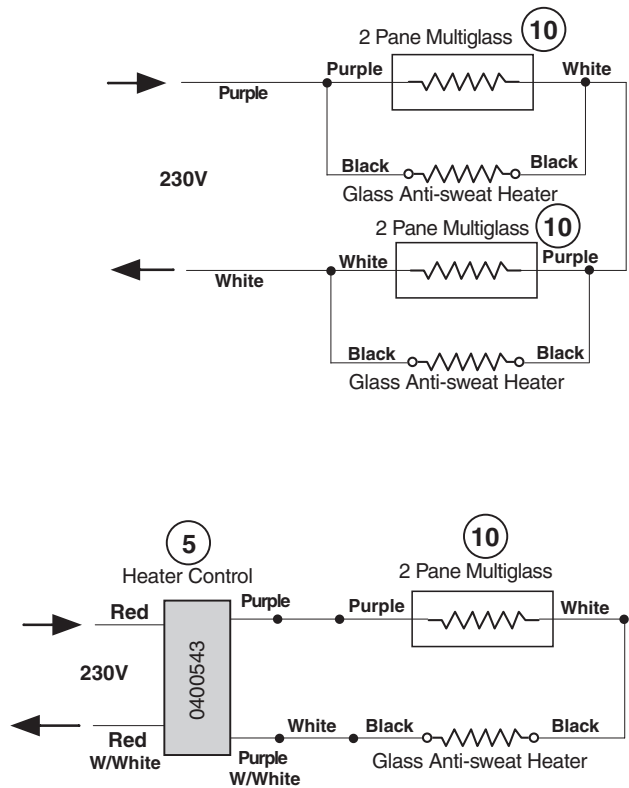 2 Pane Multiglass 10
Purple
White
Purple
Black
Black
230V
Glass Anti-sweat Heater
2 Pane Multiglass 10
White
Purple
White
Black
Black
Glass Anti-sweat Heater
5
10
Heater Control
2 Pane Multiglass
Red
Purple
Purple
White
230V
0400543
White
Black
Black
Red
W/White
Purple
W/White
Glass Anti-sweat Heater